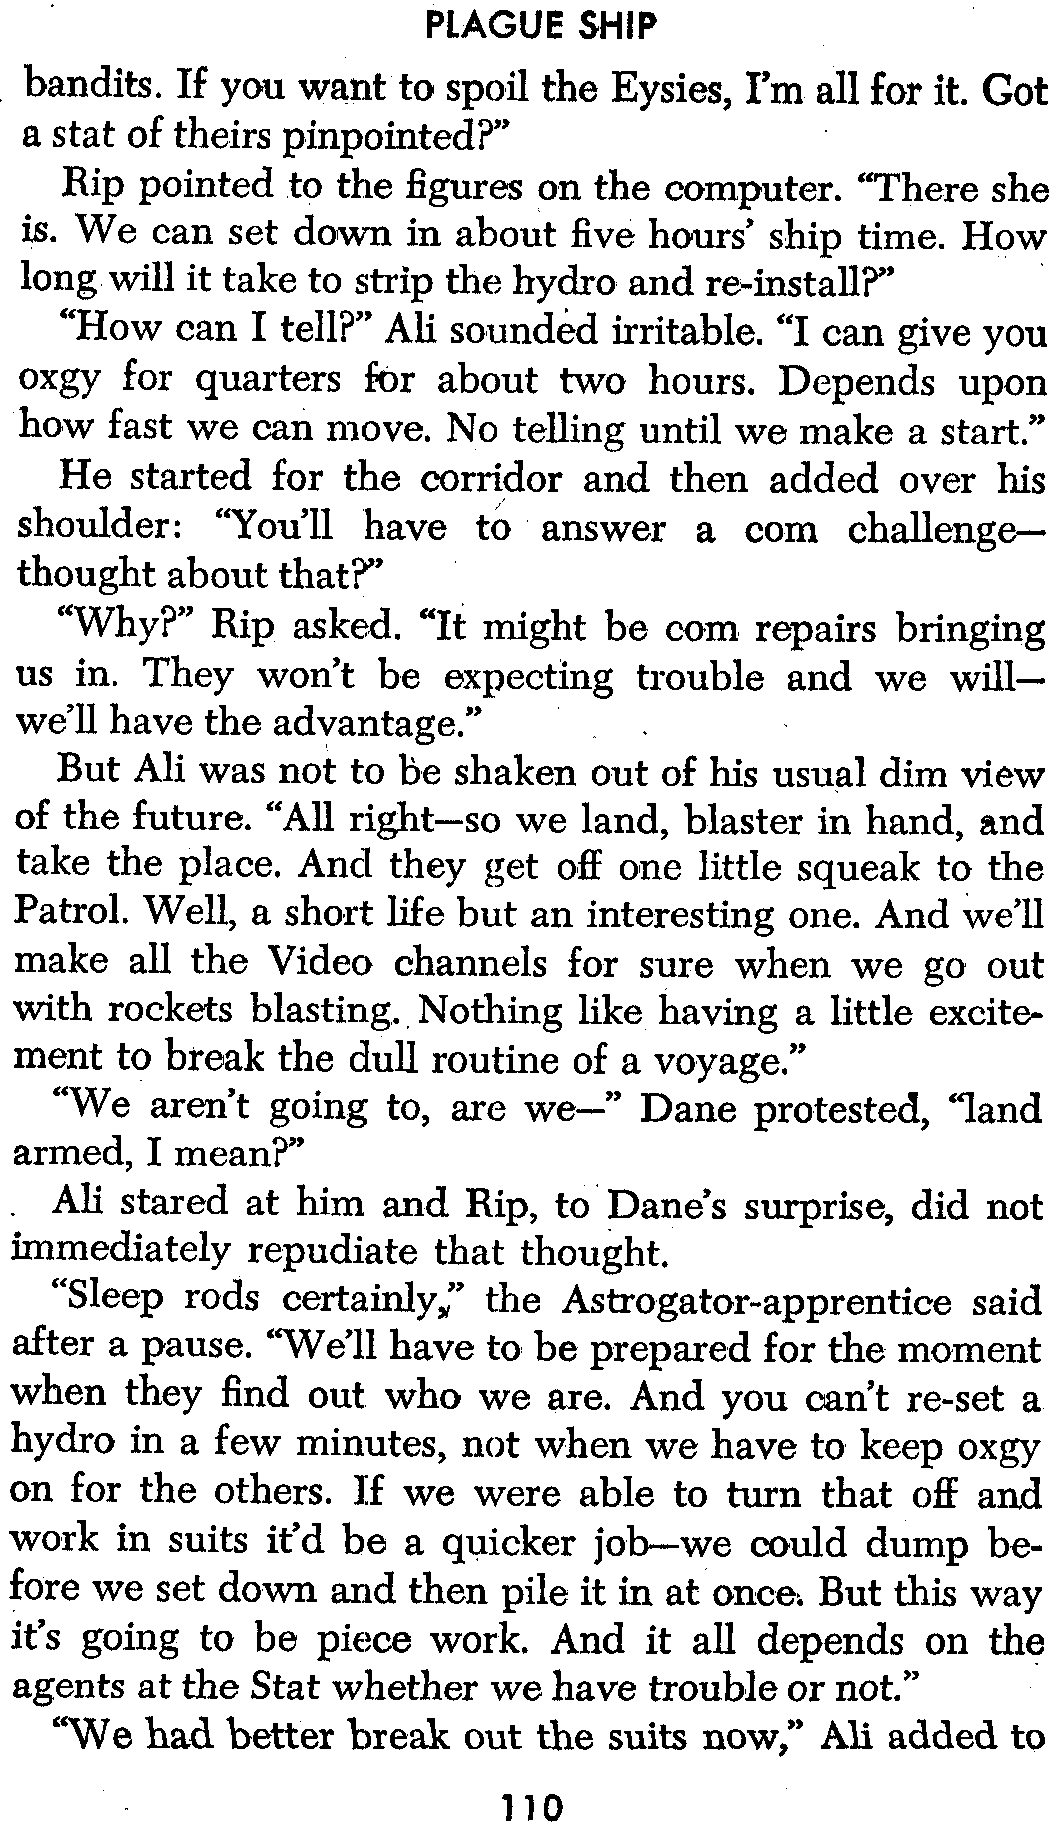 PLAGUE SHIP
bandits. If you want to spoil the Eysies, I'm all for it. Got
a stat of theirs pinpointed?”
Rip pointed to the figures on the computer. “There she
is. We can set down in about five hours' ship time. How
long will it take to strip the hydro and re-install?”
“How can I tell?” Ali sounded irritable. “I can give you
oxgy for quarters for about two hours. Depends upon
how fast we can move. No telling until we make a start.”
He started for the corridor and then added over his
shoulder: “You'll have to answer a com challenge—
thought about that?”
“Why?” Rip asked. “It might be com repairs bringing
us in. They won't be expecting trouble and we will—
we'll have the advantage.”
But Ali was not to be shaken out of his usual dim view
of the future. “All right—so we land, blaster in hand, and
take the place. And they get off one little squeak to the
Patrol. Well, a short life but an interesting one. And we'll
make all the Video channels for sure when we go out
with rockets blasting. Nothing like having a little excite-
ment to break the dull routine of a voyage.”
“We aren't going to, are we—” Dane protested, “land
armed, I mean?”
Ali stared at him and Rip, to Dane's surprise, did not
immediately repudiate that thought.
“Sleep rods certainly,” the Astrogator-apprentice said
after a pause. “We'll have to be prepared for the moment
when they find out who we are. And you can't re-set a
hydro in a few minutes, not when we have to keep oxgy
on for the others. If we were able to turn that off and
work in suits it'd be a quicker job—we could dump be-
fore we set down and then pile it in at once. But this way
it's going to be piece work. And it all depends on the
agents at the Stat whether we have trouble or not.”
“We had better break out the suits now,” Ali added to
110